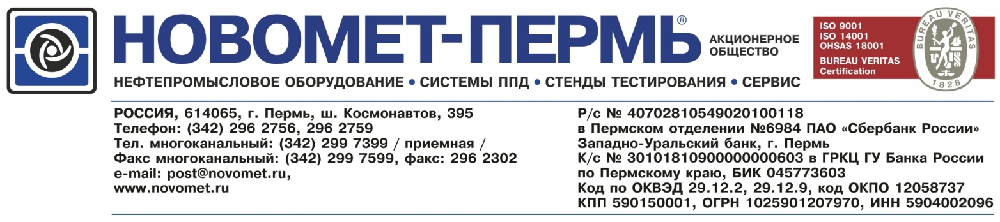 НОВОМЕТ-ПЕРМЬ®
АКЦИОНЕРНОЕ
ОБЩЕСТВО
НЕФТЕПРОМЫСЛОВОЕ ОБОРУДОВАНИЕ • СИСТЕМЫ ППД • СТЕНДЫ ТЕСТИРОВАНИЯ • СЕРВИС
ISO 9001
ISO 14001
OHSAS 18001
BUREAU VERITAS
Certification
BUREAU VERITAS
1828
РОССИЯ, 614065, г. Пермь, ш. Космонавтов, 395
Телефон: (342) 296 2756, 296 2759
Тел. многоканальный: (342) 299 7399 / приемная /
Факс многоканальный: (342) 299 7599, факс: 296 2302
e-mail: post@novomet.ru,
www.novomet.ru
Р/с № 40702810549020100118
в Пермском отделении №6984 ПАО «Сбербанк России»
Западно-Уральский банк, г. Пермь
К/с № 30101810900000000603 в ГРКЦ ГУ Банка России
по Пермскому краю, БИК 045773603
Код по ОКВЭД 29.12.2, 29.12.9, код ОКПО 12058737
КПП 590150001, ОГРН 1025901207970, ИНН 5904002096